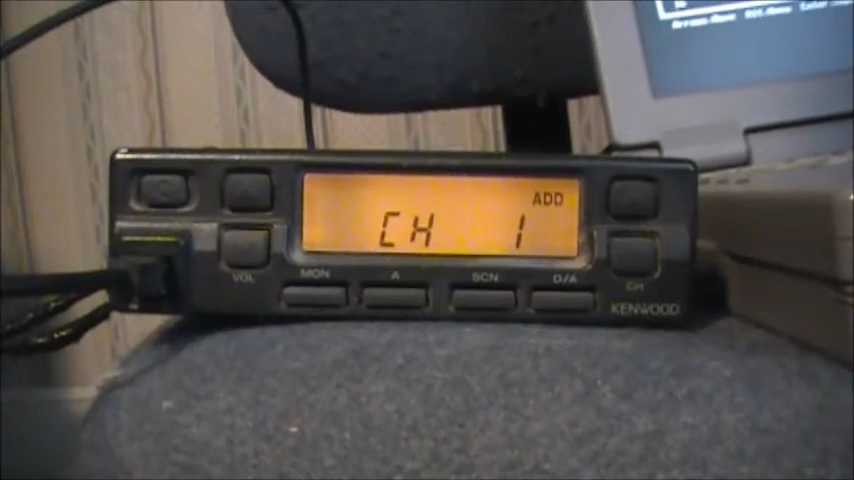 ADD
CH 1
VOL
MON A SCN D/A
CH
KENWOOD